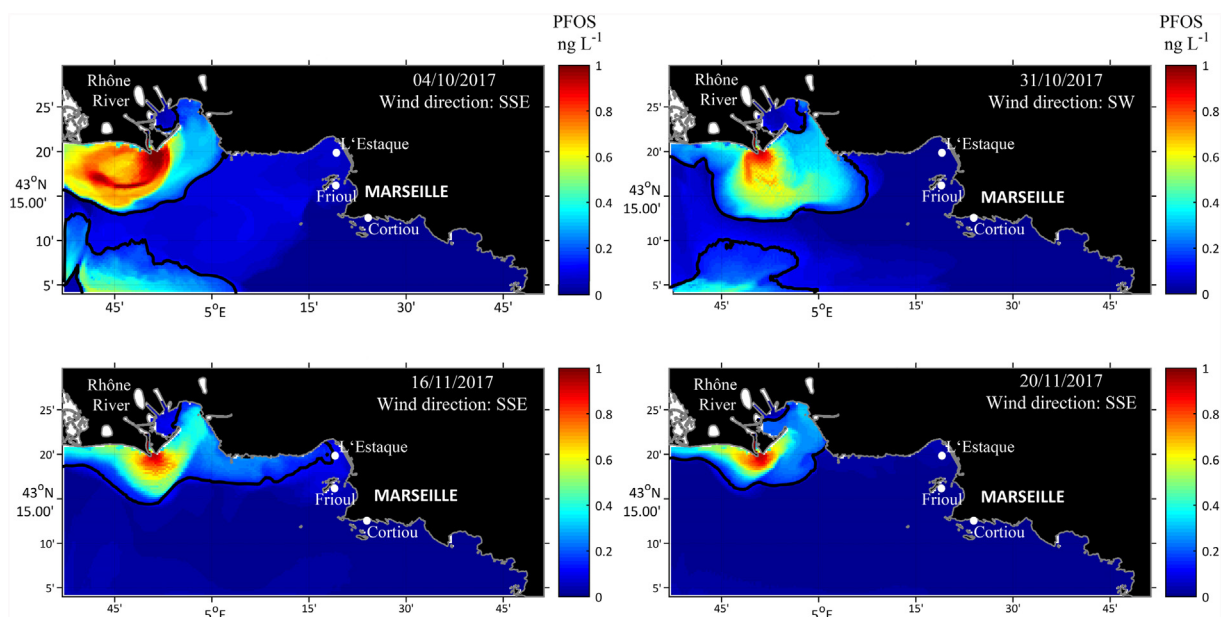 PFOS
ng L⁻¹
Rhône
River
04/10/2017
Wind direction: SSE
L'Estaque
MARSEILLE
Frioul
Cortiou
25'
20'
43°N
15.00'
10'
5'
45'
5°E
15'
30'
45'
1
0.8
0.6
0.4
0.2
0
PFOS
ng L⁻¹
Rhône
River
31/10/2017
Wind direction: SW
L'Estaque
MARSEILLE
Frioul
Cortiou
25'
20'
43°N
15.00'
10'
5'
45'
5°E
15'
30'
45'
1
0.8
0.6
0.4
0.2
0
Rhône
River
16/11/2017
Wind direction: SSE
L'Estaque
MARSEILLE
Frioul
Cortiou
25'
20'
43°N
15.00'
10'
5'
45'
5°E
15'
30'
45'
1
0.8
0.6
0.4
0.2
0
Rhône
River
20/11/2017
Wind direction: SSE
L'Estaque
MARSEILLE
Frioul
Cortiou
25'
20'
43°N
15.00'
10'
5'
45'
5°E
15'
30'
45'
1
0.8
0.6
0.4
0.2
0